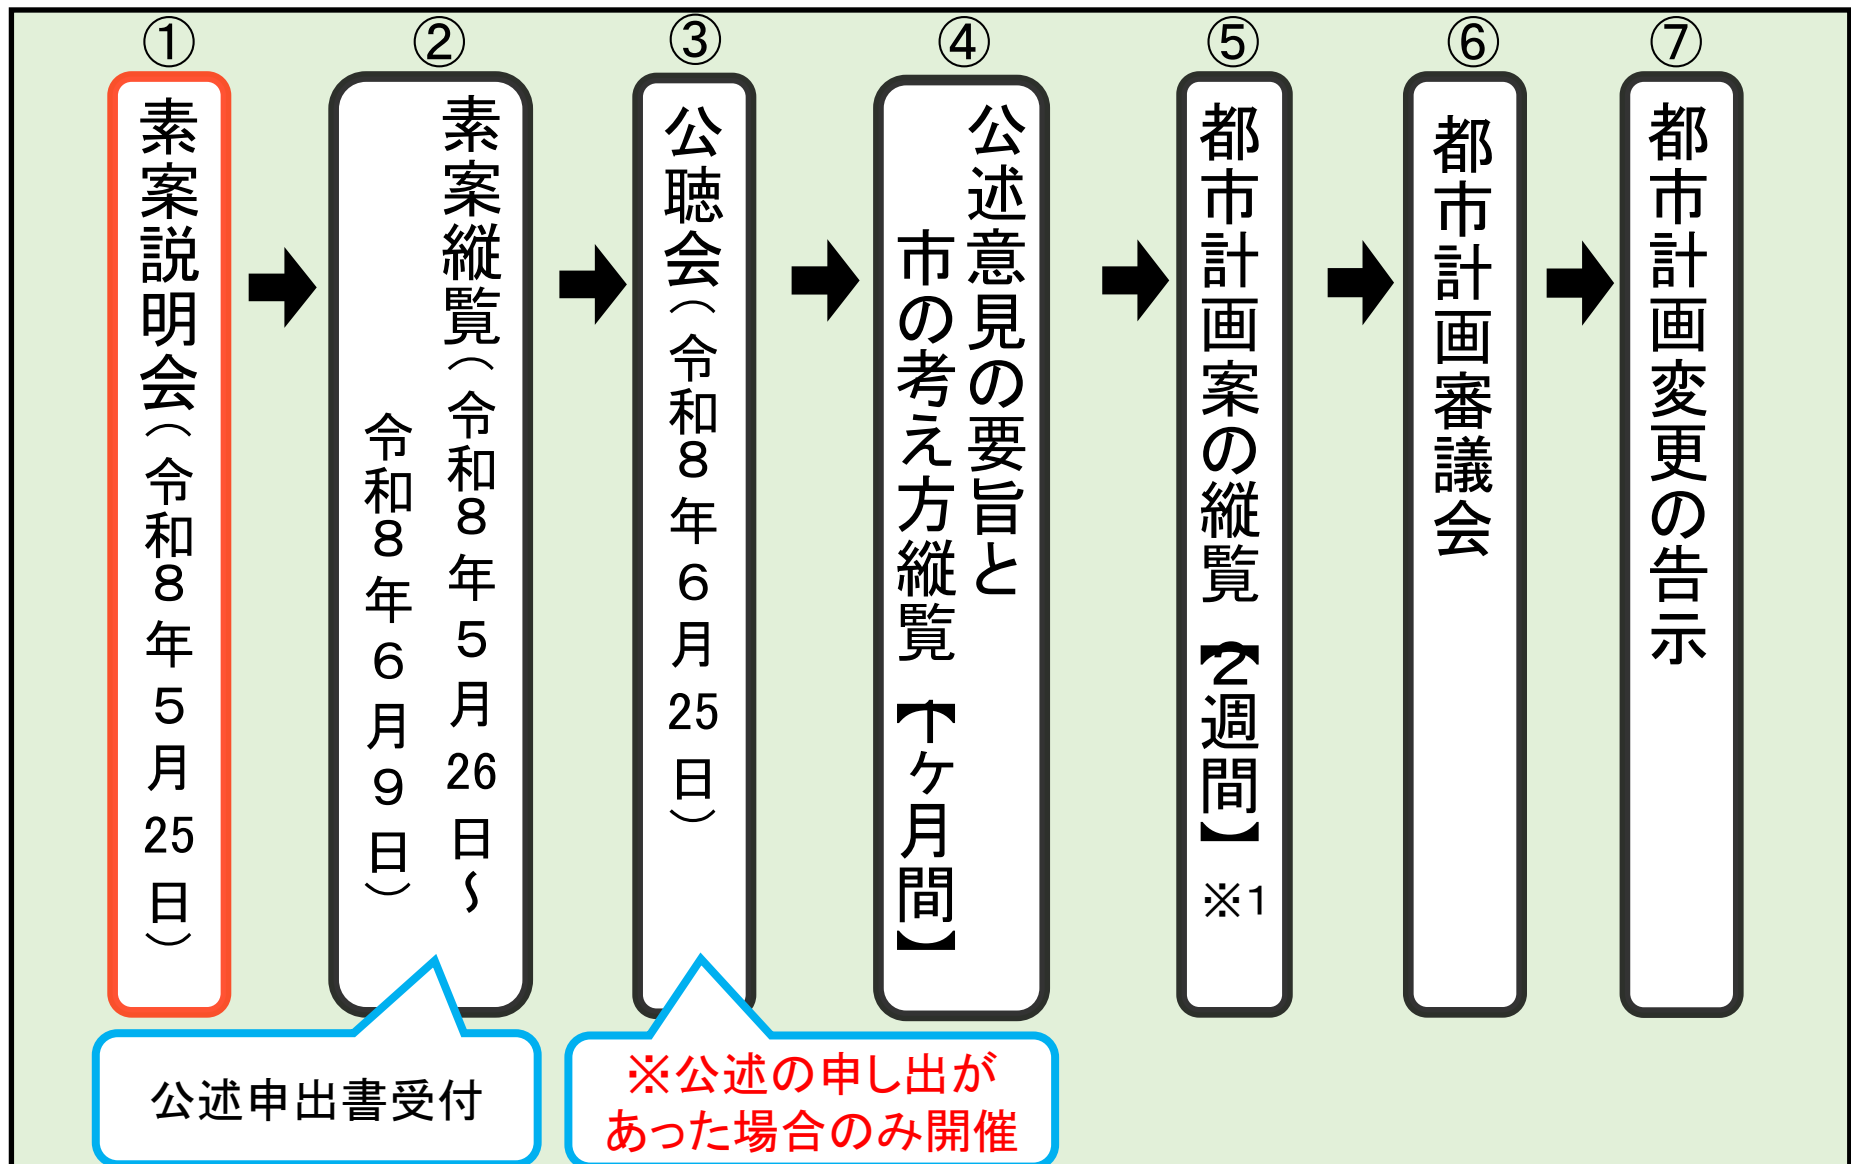 ①
素案説明会（令和８年５月25日）
②
素案縦覧（令和８年５月26日～
令和８年６月９日）
③
公聴会（令和８年６月25日）
④
公述意見の要旨と
市の考え方縦覧【１ヶ月間】
⑤
都市計画案の縦覧【２週間】※１
⑥
都市計画審議会
⑦
都市計画変更の告示
公述申出書受付
※公述の申し出が
あった場合のみ開催